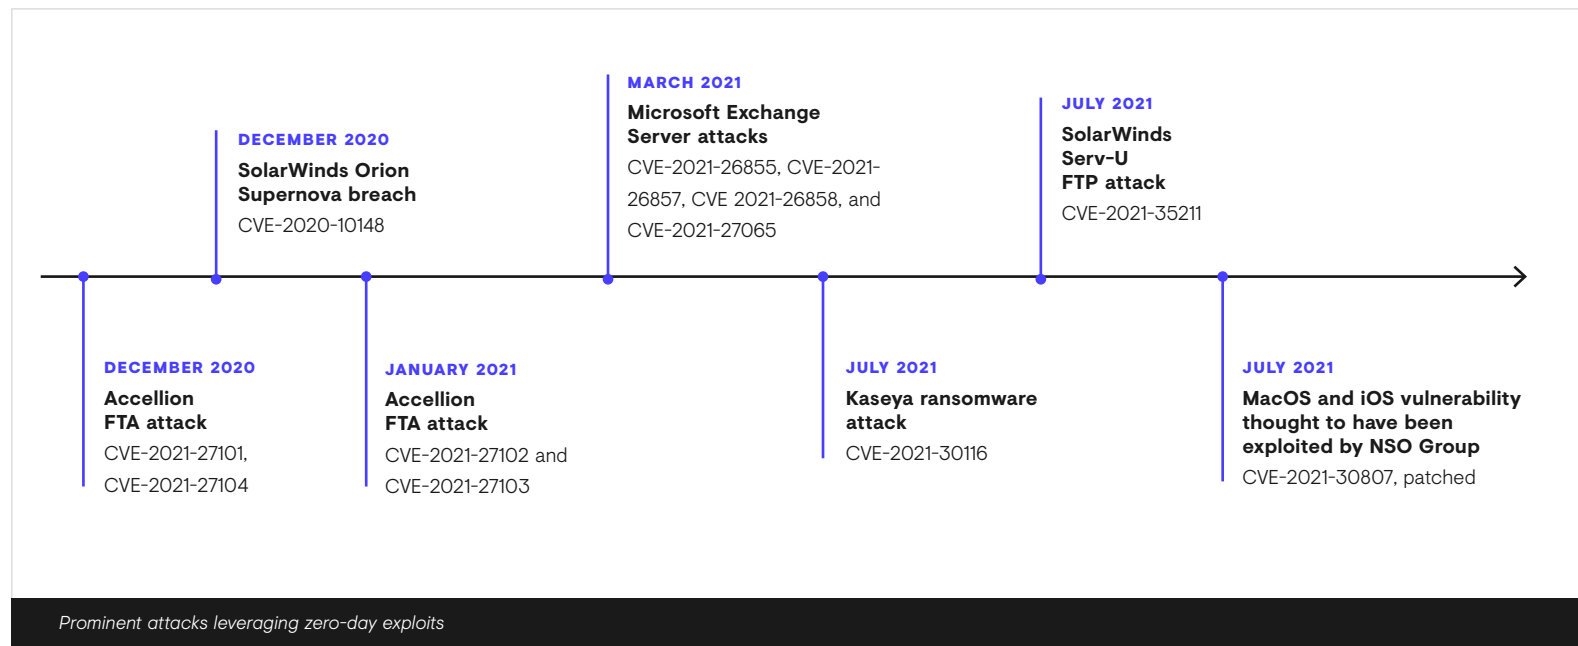 DECEMBER 2020
Accellion
FTA attack
CVE-2021-27101,
CVE-2021-27104
DECEMBER 2020
SolarWinds Orion
Supernova breach
CVE-2020-10148
JANUARY 2021
Accellion
FTA attack
CVE-2021-27102 and
CVE-2021-27103
MARCH 2021
Microsoft Exchange
Server attacks
CVE-2021-26855, CVE-2021-
26857, CVE 2021-26858, and
CVE-2021-27065
JULY 2021
Kaseya ransomware
attack
CVE-2021-30116
JULY 2021
SolarWinds
Serv-U
FTP attack
CVE-2021-35211
JULY 2021
MacOS and iOS vulnerability
thought to have been
exploited by NSO Group
CVE-2021-30807, patched
Prominent attacks leveraging zero-day exploits